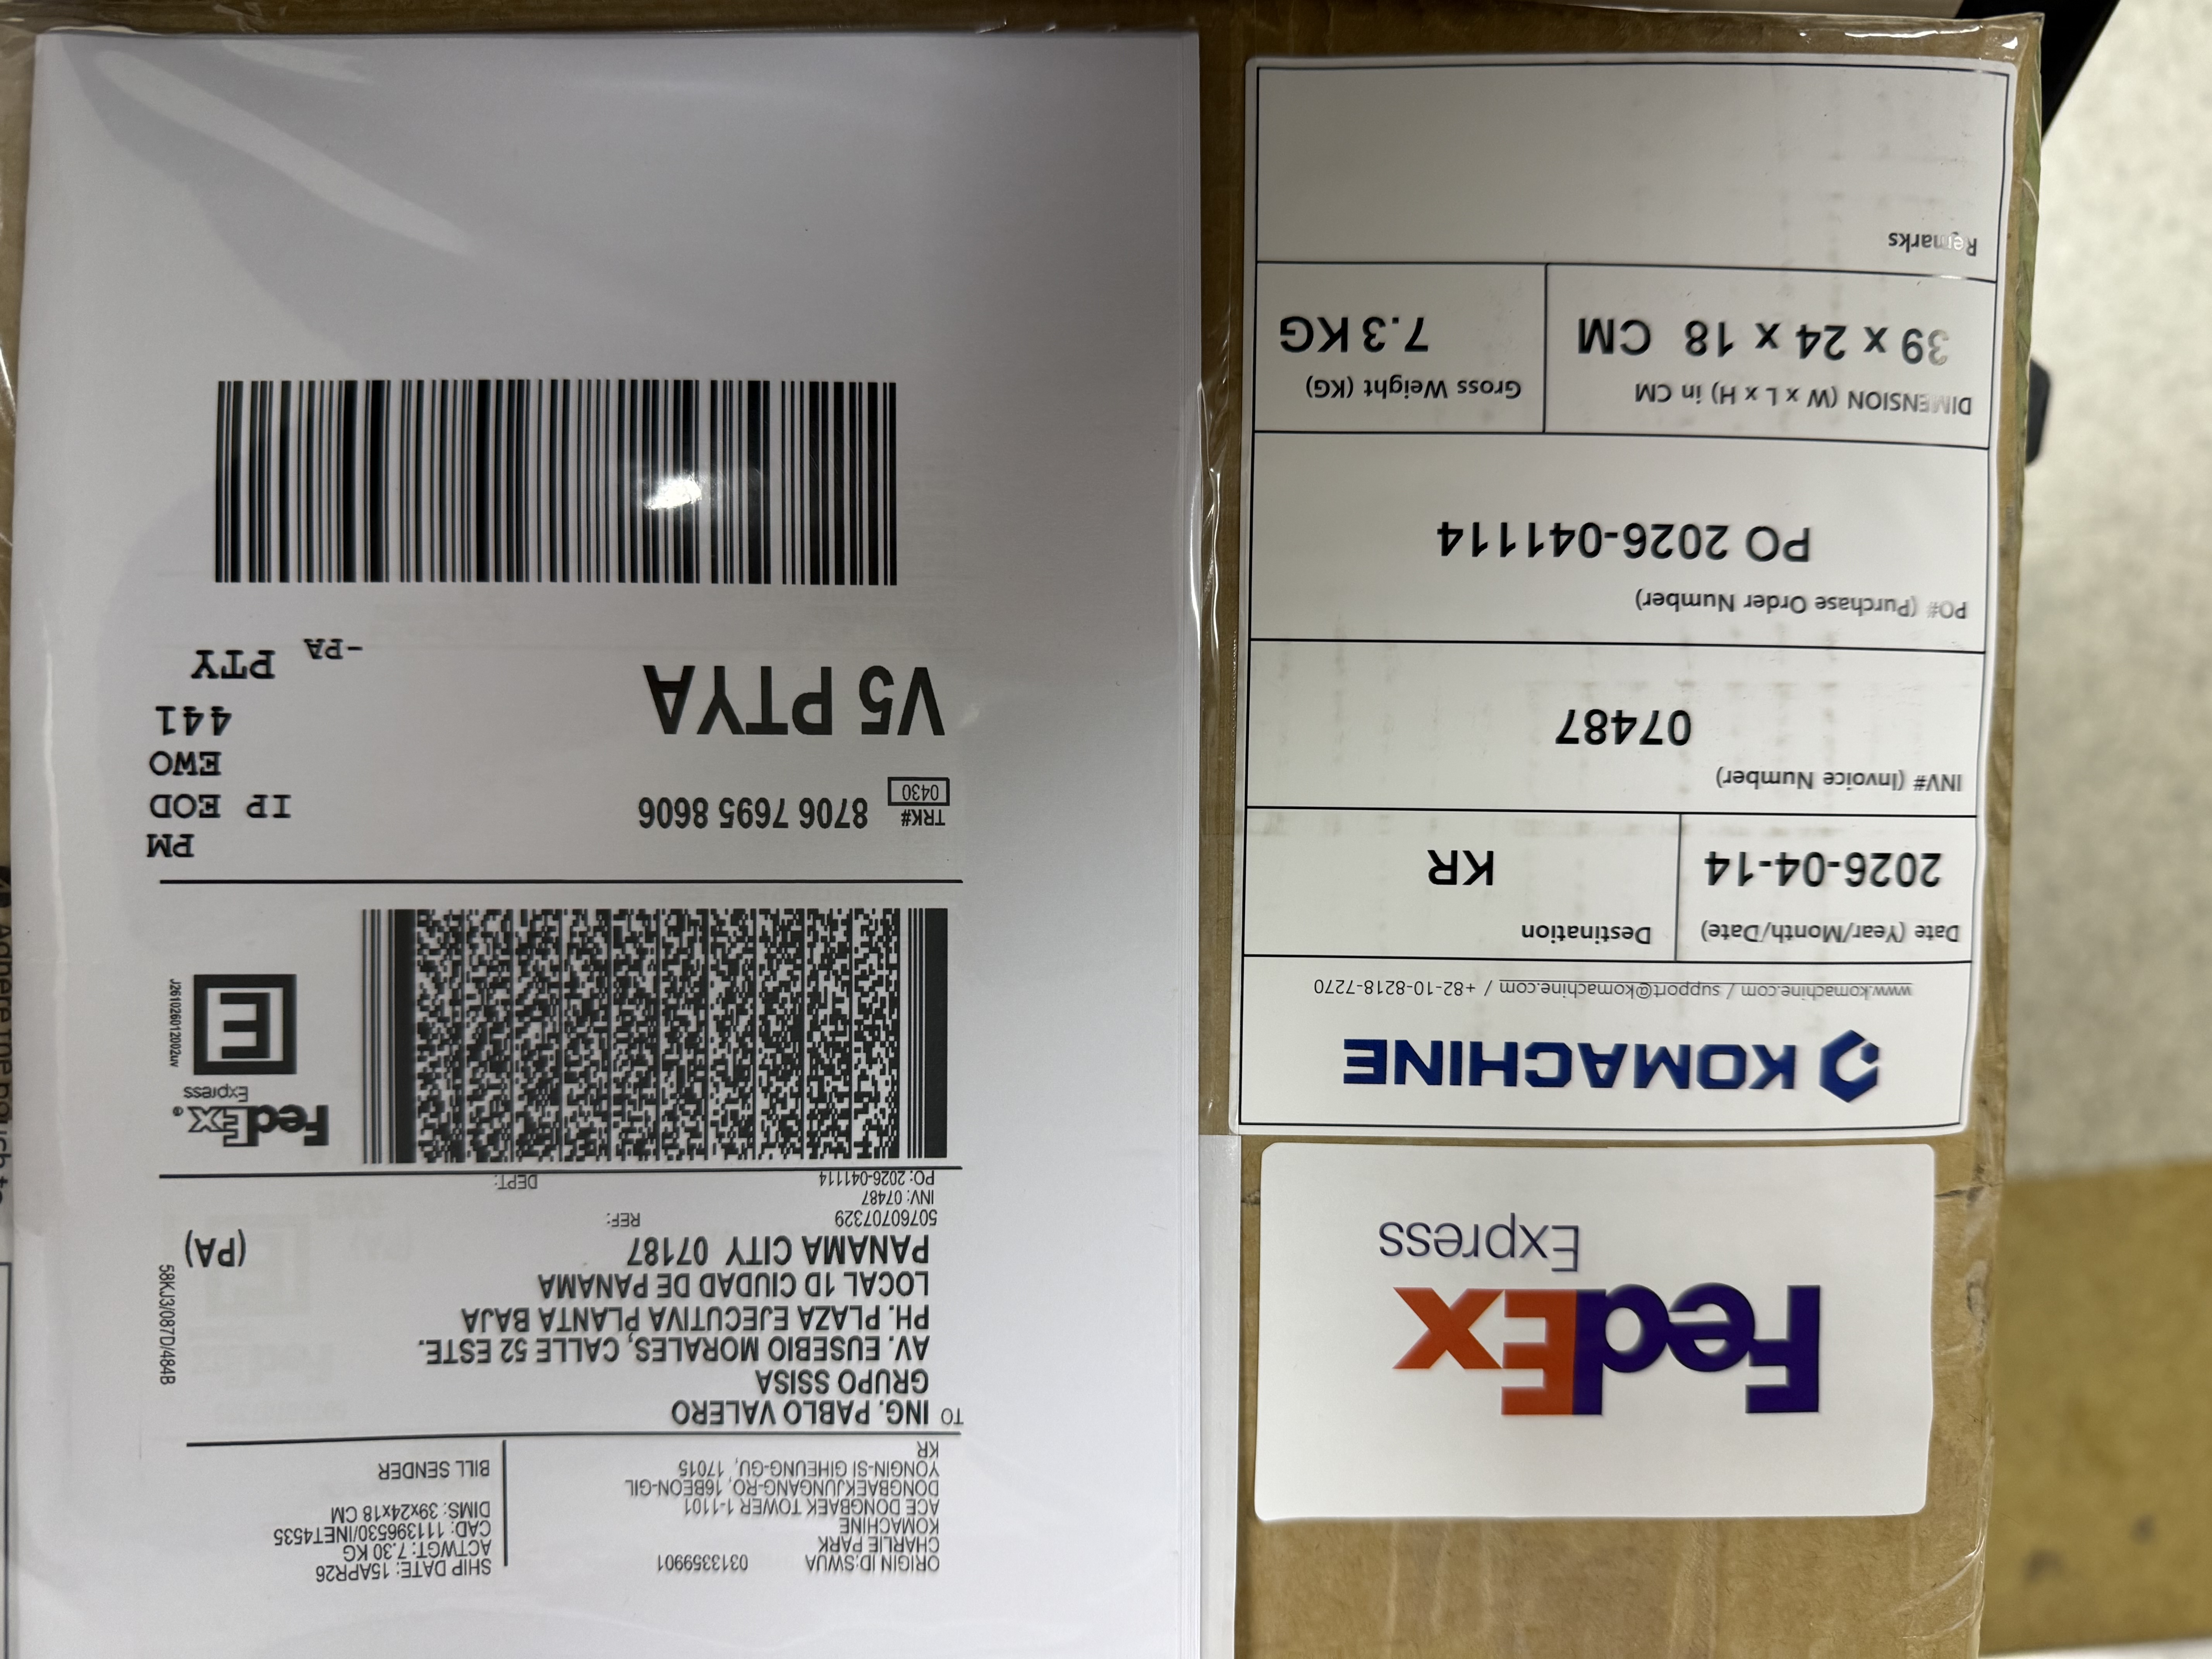 ORIGIN ID:SWUA 0313359901
CHARLIE PARK
KOMACHINE
ACE DONGBAEK TOWER 1-1101
DONGBAEKJUNGANG-RO, 16BEON-GIL
YONGIN-SI GIHEUNG-GU, 17015
KR
SHIP DATE: 15APR26
ACTWGT: 7.30 KG
CAD: 111396530/INET4535
DIMS: 39x24x18 CM
BILL SENDER
TO ING. PABLO VALERO
GRUPO SSISA
AV. EUSEBIO MORALES, CALLE 52 ESTE.
PH. PLAZA EJECUTIVA PLANTA BAJA
LOCAL 1D CIUDAD DE PANAMA
PANAMA CITY 07187
(PA)
50760707329 REF:
INV: 07487
PO: 2026-041114 DEPT:
58KJ3/087D/484B
FedEx
Express
E
J261026012002uv
TRK# 8706 7695 8606
0430
PM
IP EOD
EWO
441
V5 PTYA
-PA PTY
FedEx
Express
KOMACHINE
www.komachine.com / support@komachine.com / +82-10-8218-7270
Date (Year/Month/Date)
2026-04-14
Destination
KR
INV# (Invoice Number)
07487
PO# (Purchase Order Number)
PO 2026-041114
DIMENSION (W x L x H) in CM
39 x 24 x 18 CM
Gross Weight (KG)
7.3 KG
Remarks